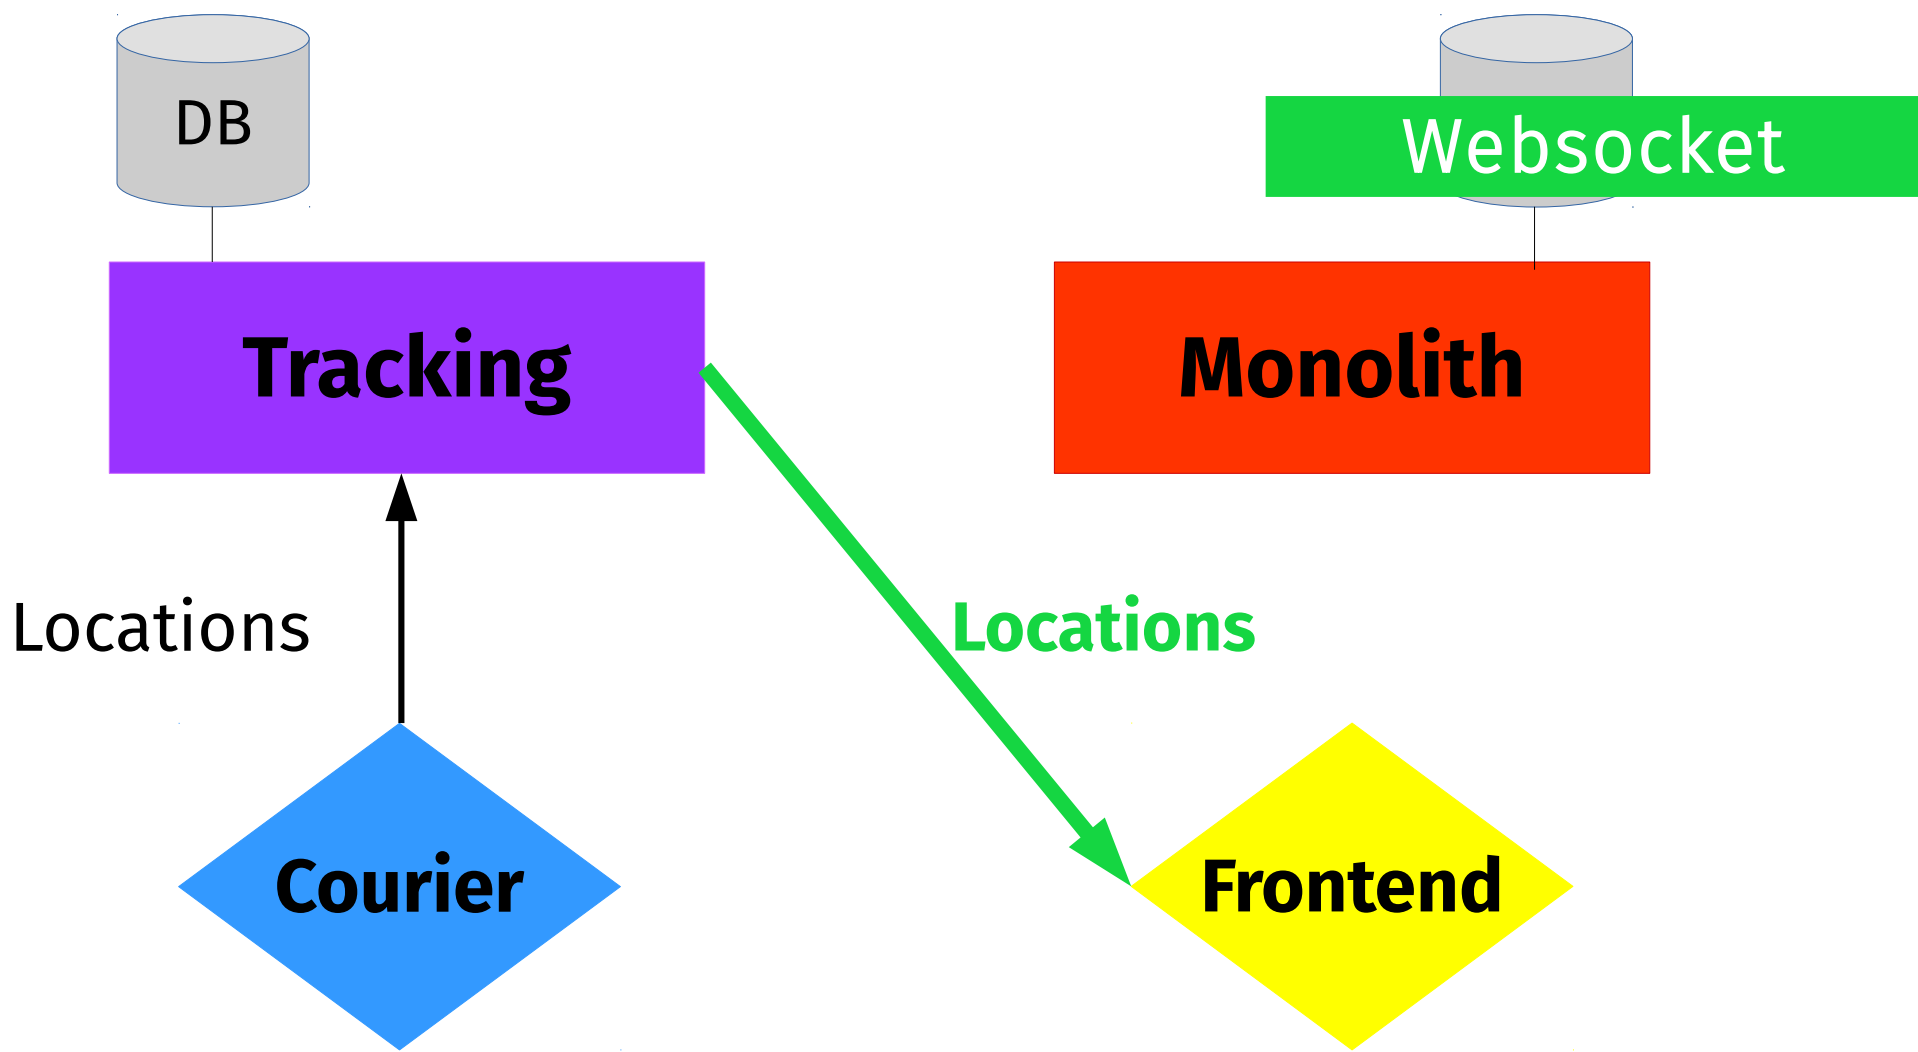 DB
Websocket
Tracking
Monolith
Locations
Locations
Courier
Frontend